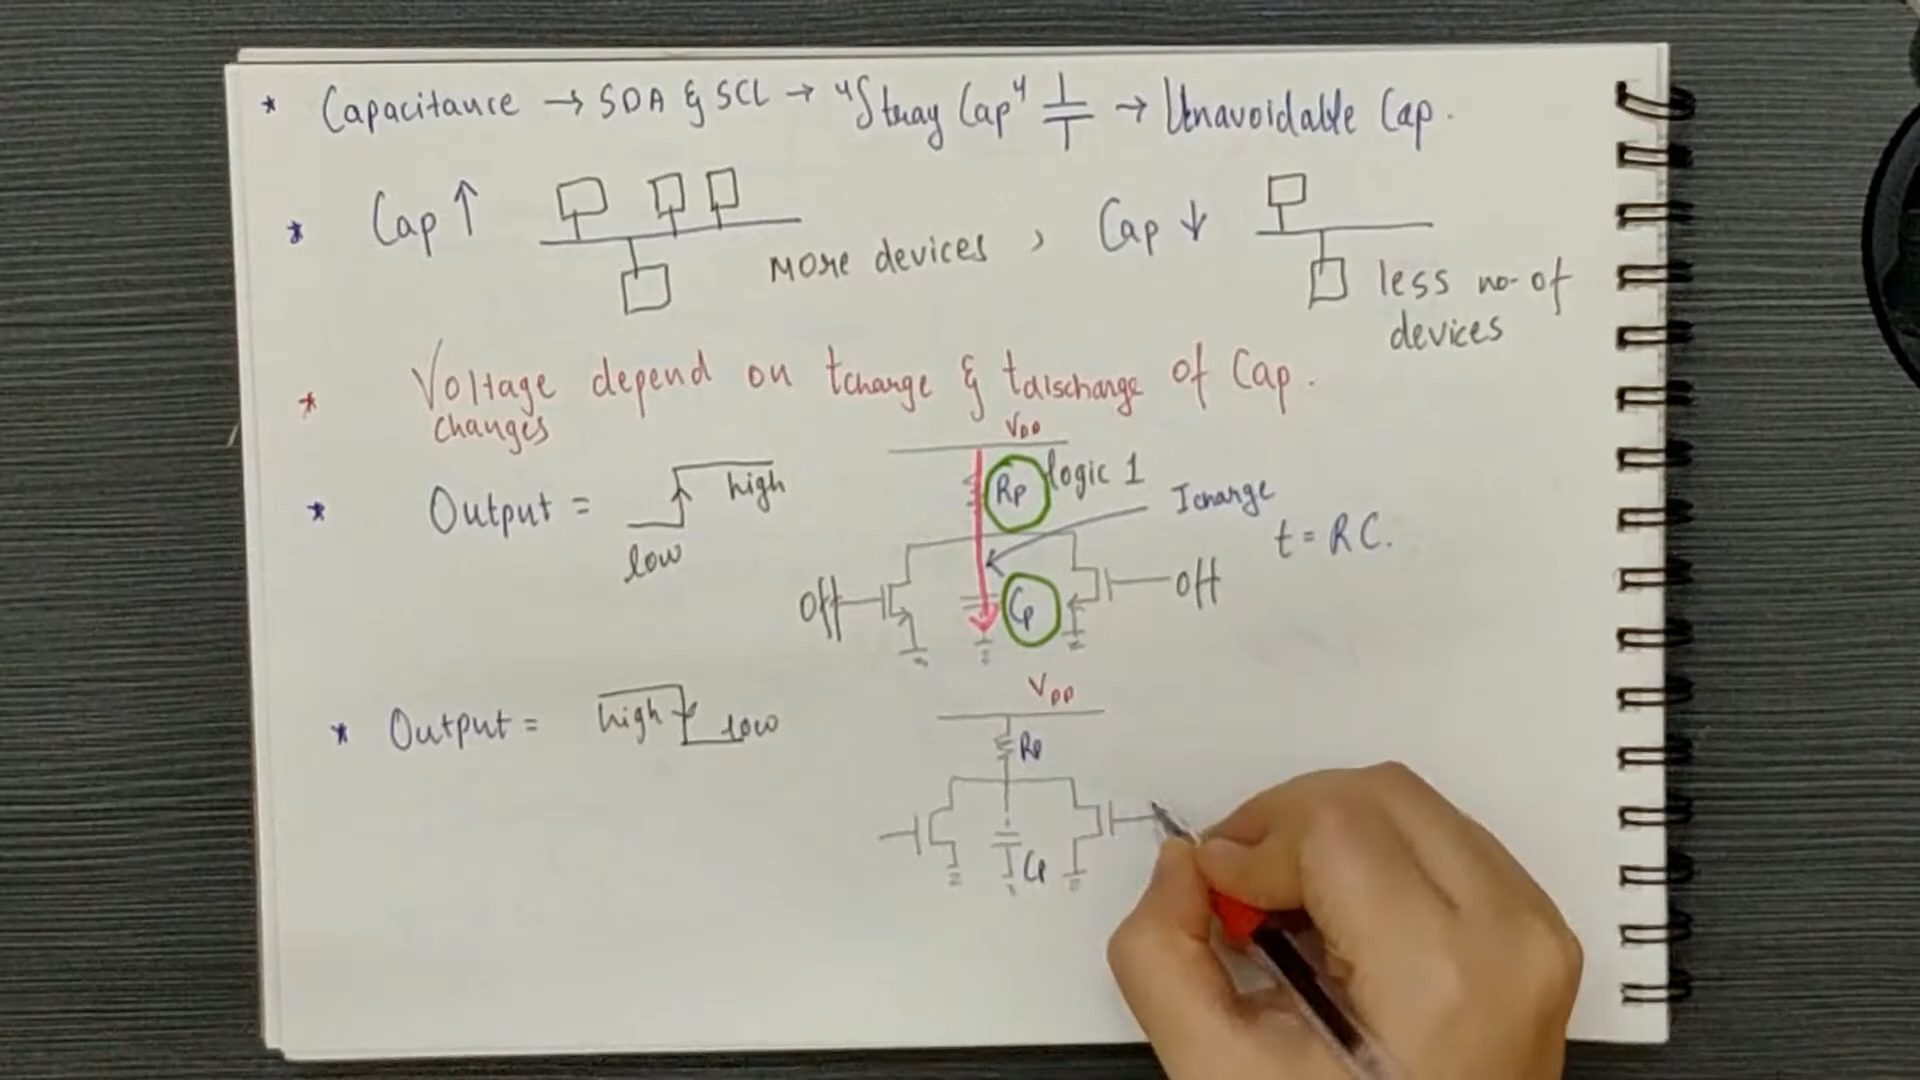 * Capacitance → SDA & SCL → "Stray Cap" → Unavoidable Cap.
* Cap ↑ More devices , Cap ↓ less no. of devices
* Voltage changes depend on tcharge & tdischarge of Cap.
VDD
* Output = low high
Rp logic 1
Icharge
t = RC.
Off Cp Off
VDD
* Output = high low
Rp
Cp